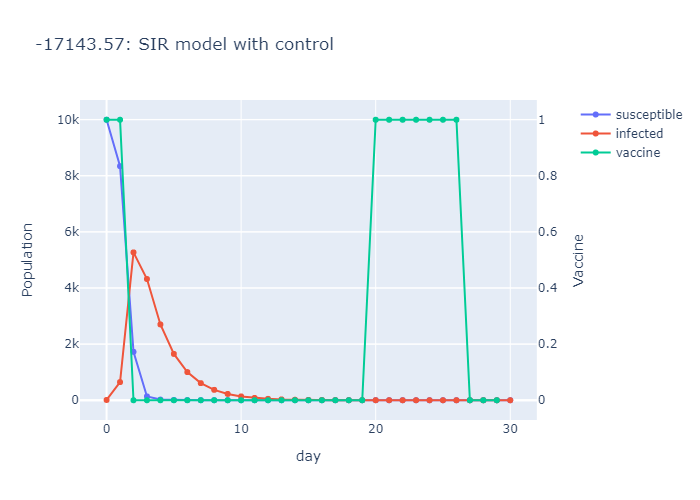 -17143.57: SIR model with control
susceptible
infected
vaccine
10k
8k
6k
4k
2k
0
Population
1
0.8
0.6
0.4
0.2
0
Vaccine
0
10
20
30
day